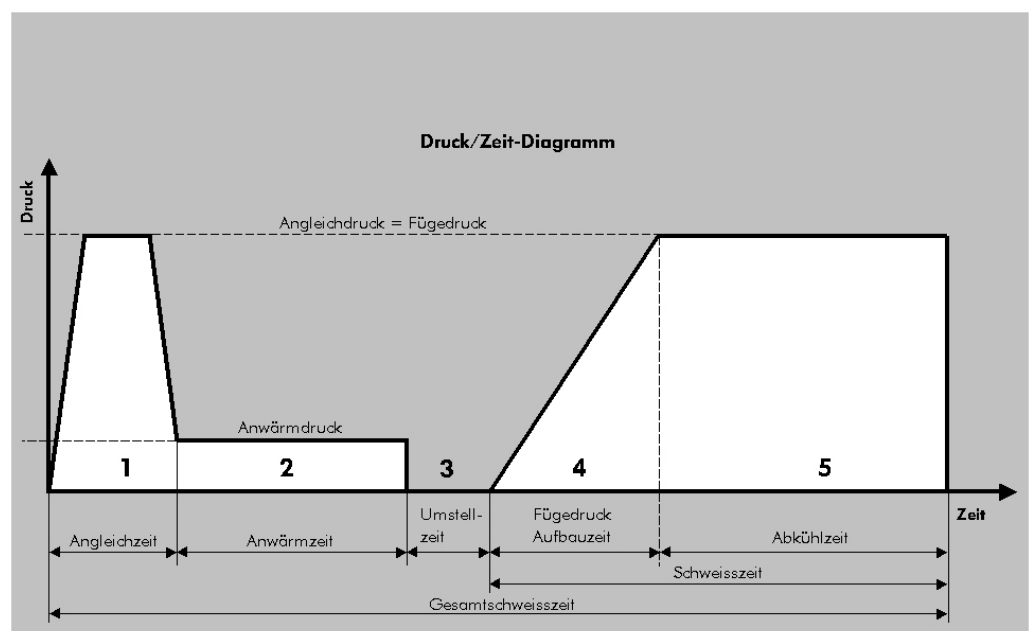 Druck/Zeit-Diagramm
Druck
Angleichdruck = Fügedruck
Anwärmdruck
1
2
3
4
5
Umstell-
zeit
Fügedruck
Aufbauzeit
Zeit
Angleichzeit
Anwärmzeit
Abkühlzeit
Schweisszeit
Gesamtschweisszeit